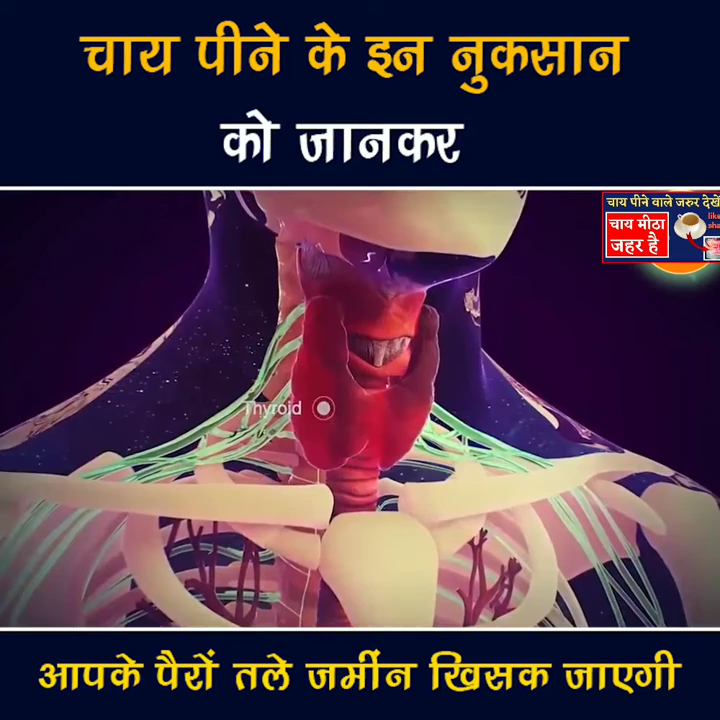 चाय पीने के इन नुकसान
को जानकर
चाय पीने वाले जरुर देखें
चाय मीठा
जहर है
Thyroid
आपके पैरों तले जमींन खिसक जाएगी